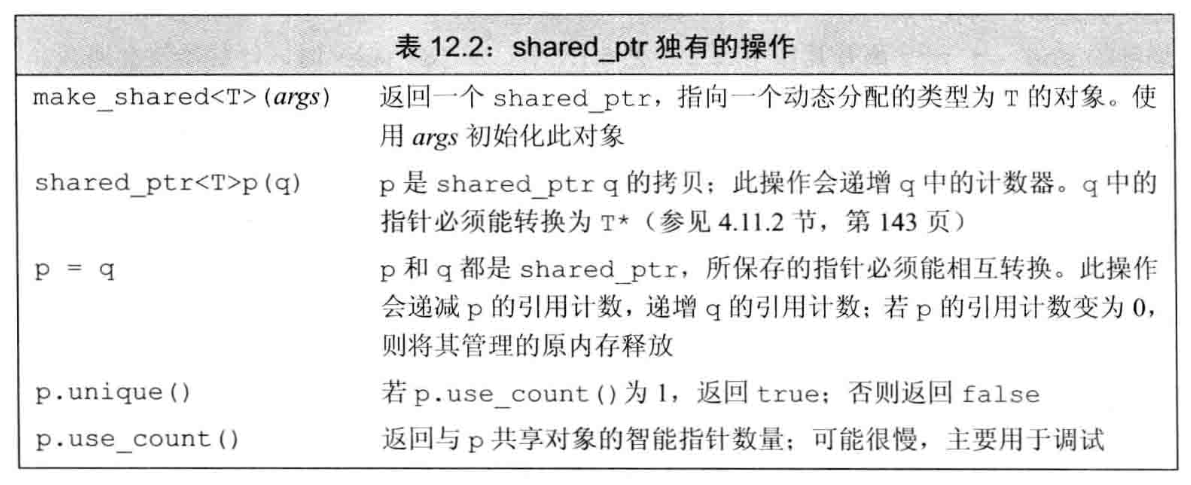 表 12.2：shared_ptr 独有的操作
make_shared<T>(args) 返回一个 shared_ptr，指向一个动态分配的类型为 T 的对象。使
用 args 初始化此对象
shared_ptr<T>p(q) p 是 shared_ptr q 的拷贝；此操作会递增 q 中的计数器。q 中的
指针必须能转换为 T*（参见 4.11.2 节，第 143 页）
p = q p 和 q 都是 shared_ptr，所保存的指针必须能相互转换。此操作
会递减 p 的引用计数，递增 q 的引用计数；若 p 的引用计数变为 0，
则将其管理的原内存释放
p.unique() 若 p.use_count() 为 1，返回 true；否则返回 false
p.use_count() 返回与 p 共享对象的智能指针数量；可能很慢，主要用于调试